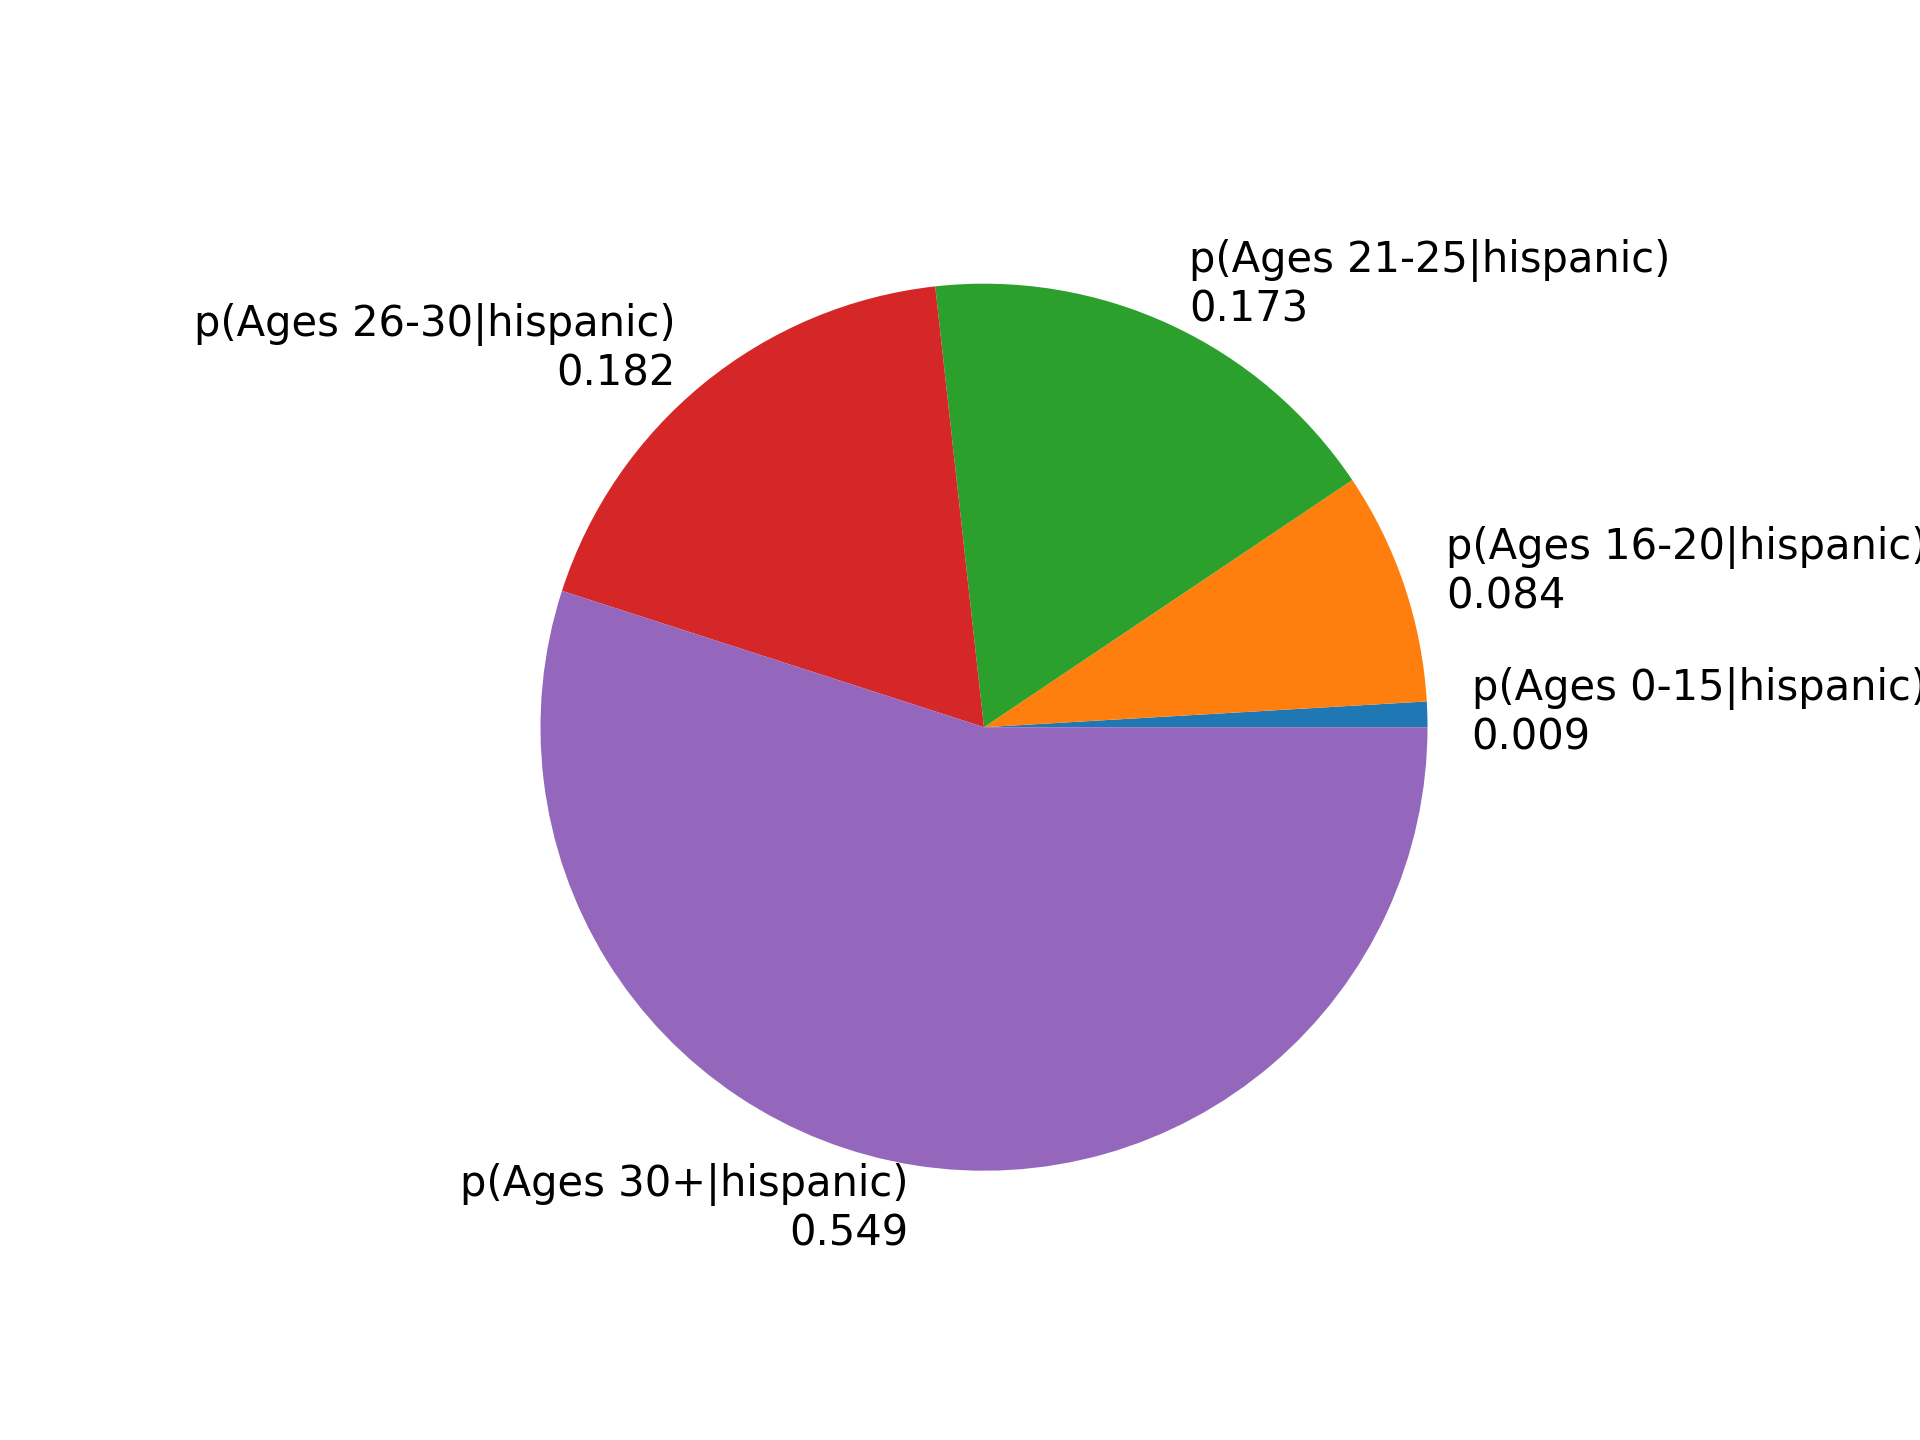 p(Ages 21-25|hispanic)
0.173
p(Ages 26-30|hispanic)
0.182
p(Ages 16-20|hispanic)
0.084
p(Ages 0-15|hispanic)
0.009
p(Ages 30+|hispanic)
0.549